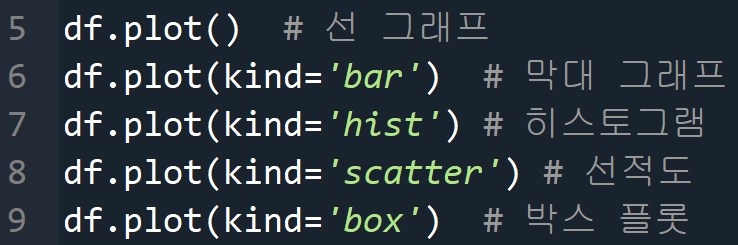 5 df.plot()  # 선 그래프
6 df.plot(kind='bar')  # 막대 그래프
7 df.plot(kind='hist') # 히스토그램
8 df.plot(kind='scatter') # 선적도
9 df.plot(kind='box')  # 박스 플롯